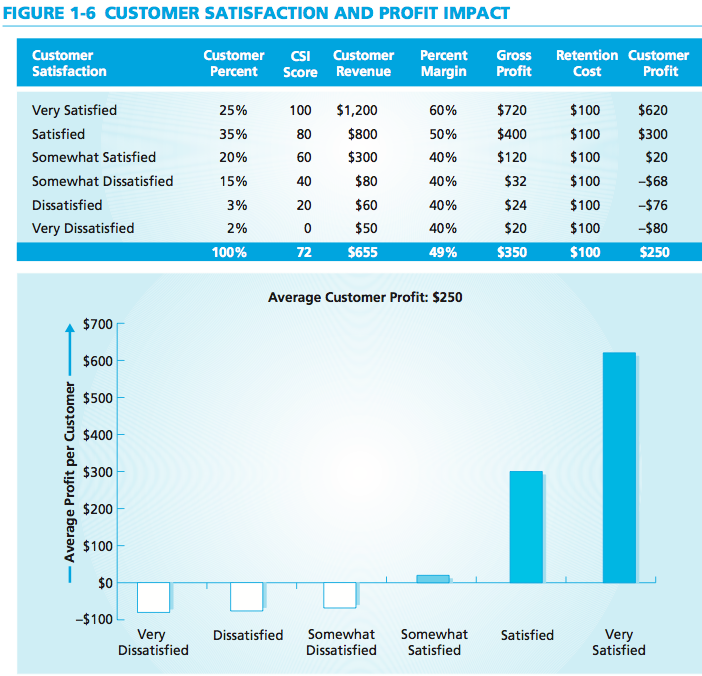 FIGURE 1-6 CUSTOMER SATISFACTION AND PROFIT IMPACT
Customer Satisfaction Customer Percent CSI Score Customer Revenue Percent Margin Gross Profit Retention Cost Customer Profit
Very Satisfied 25% 100 $1,200 60% $720 $100 $620
Satisfied 35% 80 $800 50% $400 $100 $300
Somewhat Satisfied 20% 60 $300 40% $120 $100 $20
Somewhat Dissatisfied 15% 40 $80 40% $32 $100 –$68
Dissatisfied 3% 20 $60 40% $24 $100 –$76
Very Dissatisfied 2% 0 $50 40% $20 $100 –$80
100% 72 $655 49% $350 $100 $250
Average Customer Profit: $250
Average Profit per Customer
$700
$600
$500
$400
$300
$200
$100
$0
–$100
Very Dissatisfied
Dissatisfied
Somewhat Dissatisfied
Somewhat Satisfied
Satisfied
Very Satisfied